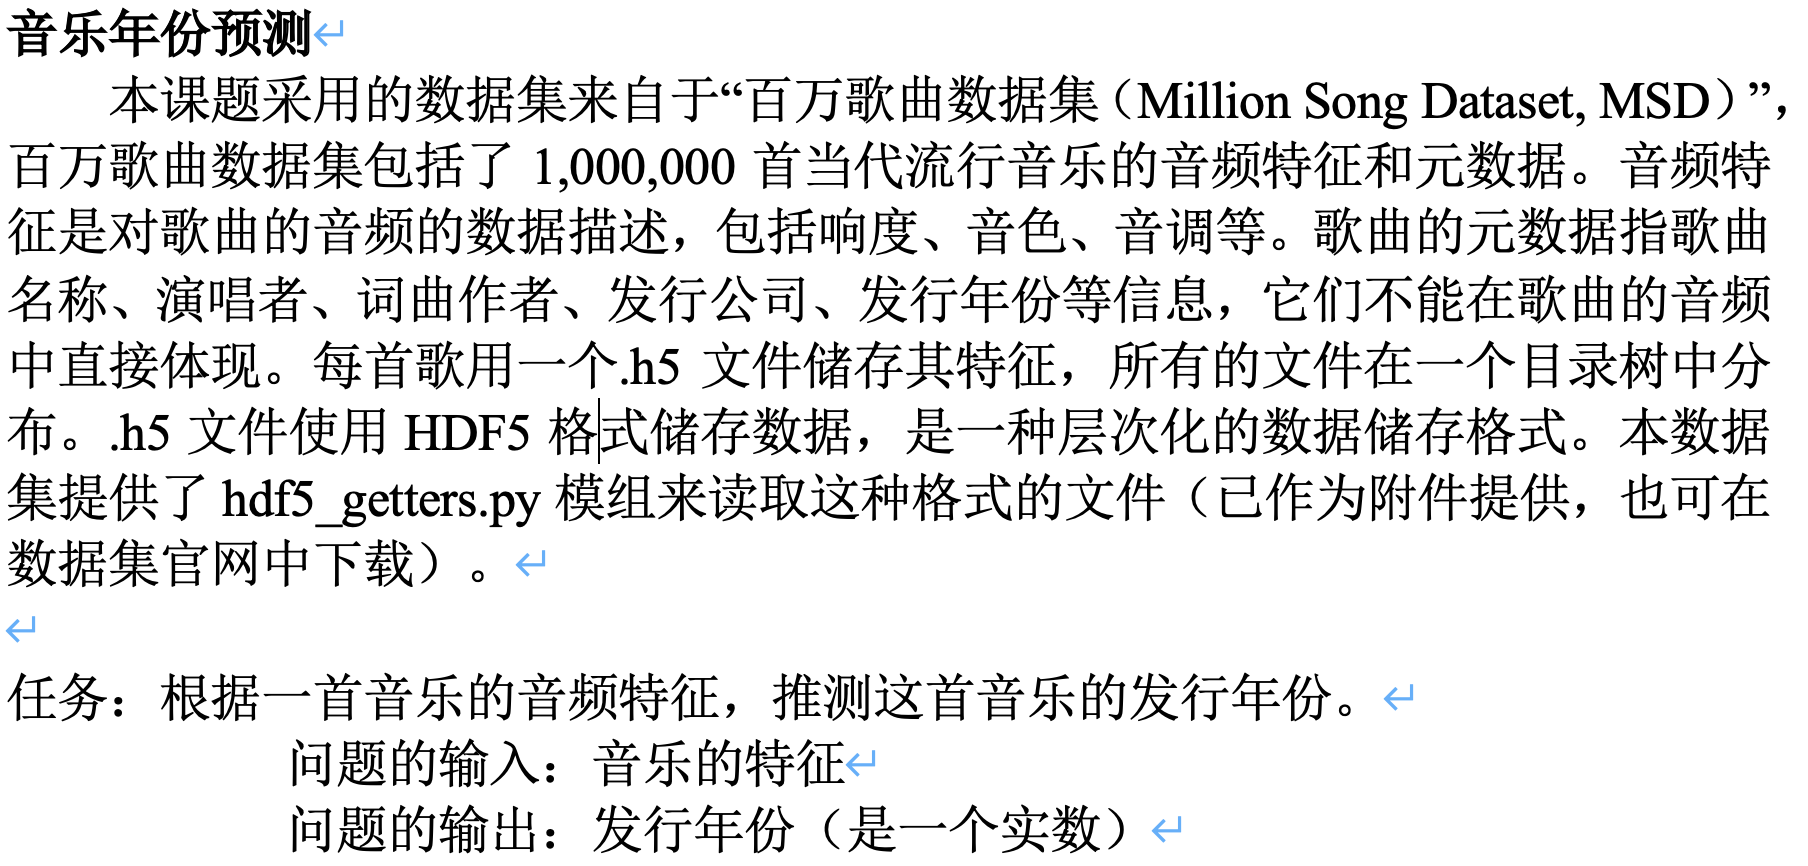 音乐年份预测
本课题采用的数据集来自于“百万歌曲数据集（Million Song Dataset, MSD）”，
百万歌曲数据集包括了 1,000,000 首当代流行音乐的音频特征和元数据。音频特
征是对歌曲的音频的数据描述，包括响度、音色、音调等。歌曲的元数据指歌曲
名称、演唱者、词曲作者、发行公司、发行年份等信息，它们不能在歌曲的音频
中直接体现。每首歌用一个.h5 文件储存其特征，所有的文件在一个目录树中分
布。.h5 文件使用 HDF5 格式储存数据，是一种层次化的数据储存格式。本数据
集提供了 hdf5_getters.py 模组来读取这种格式的文件（已作为附件提供，也可在
数据集官网中下载）。
任务：根据一首音乐的音频特征，推测这首音乐的发行年份。
问题的输入：音乐的特征
问题的输出：发行年份（是一个实数）